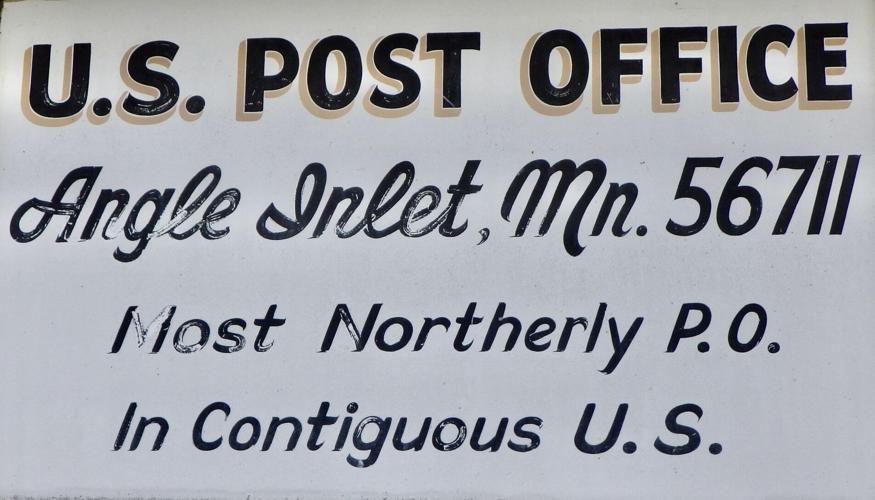 U.S. POST OFFICE
Angle Inlet, Mn. 56711
Most Northerly P.O.
In Contiguous U.S.